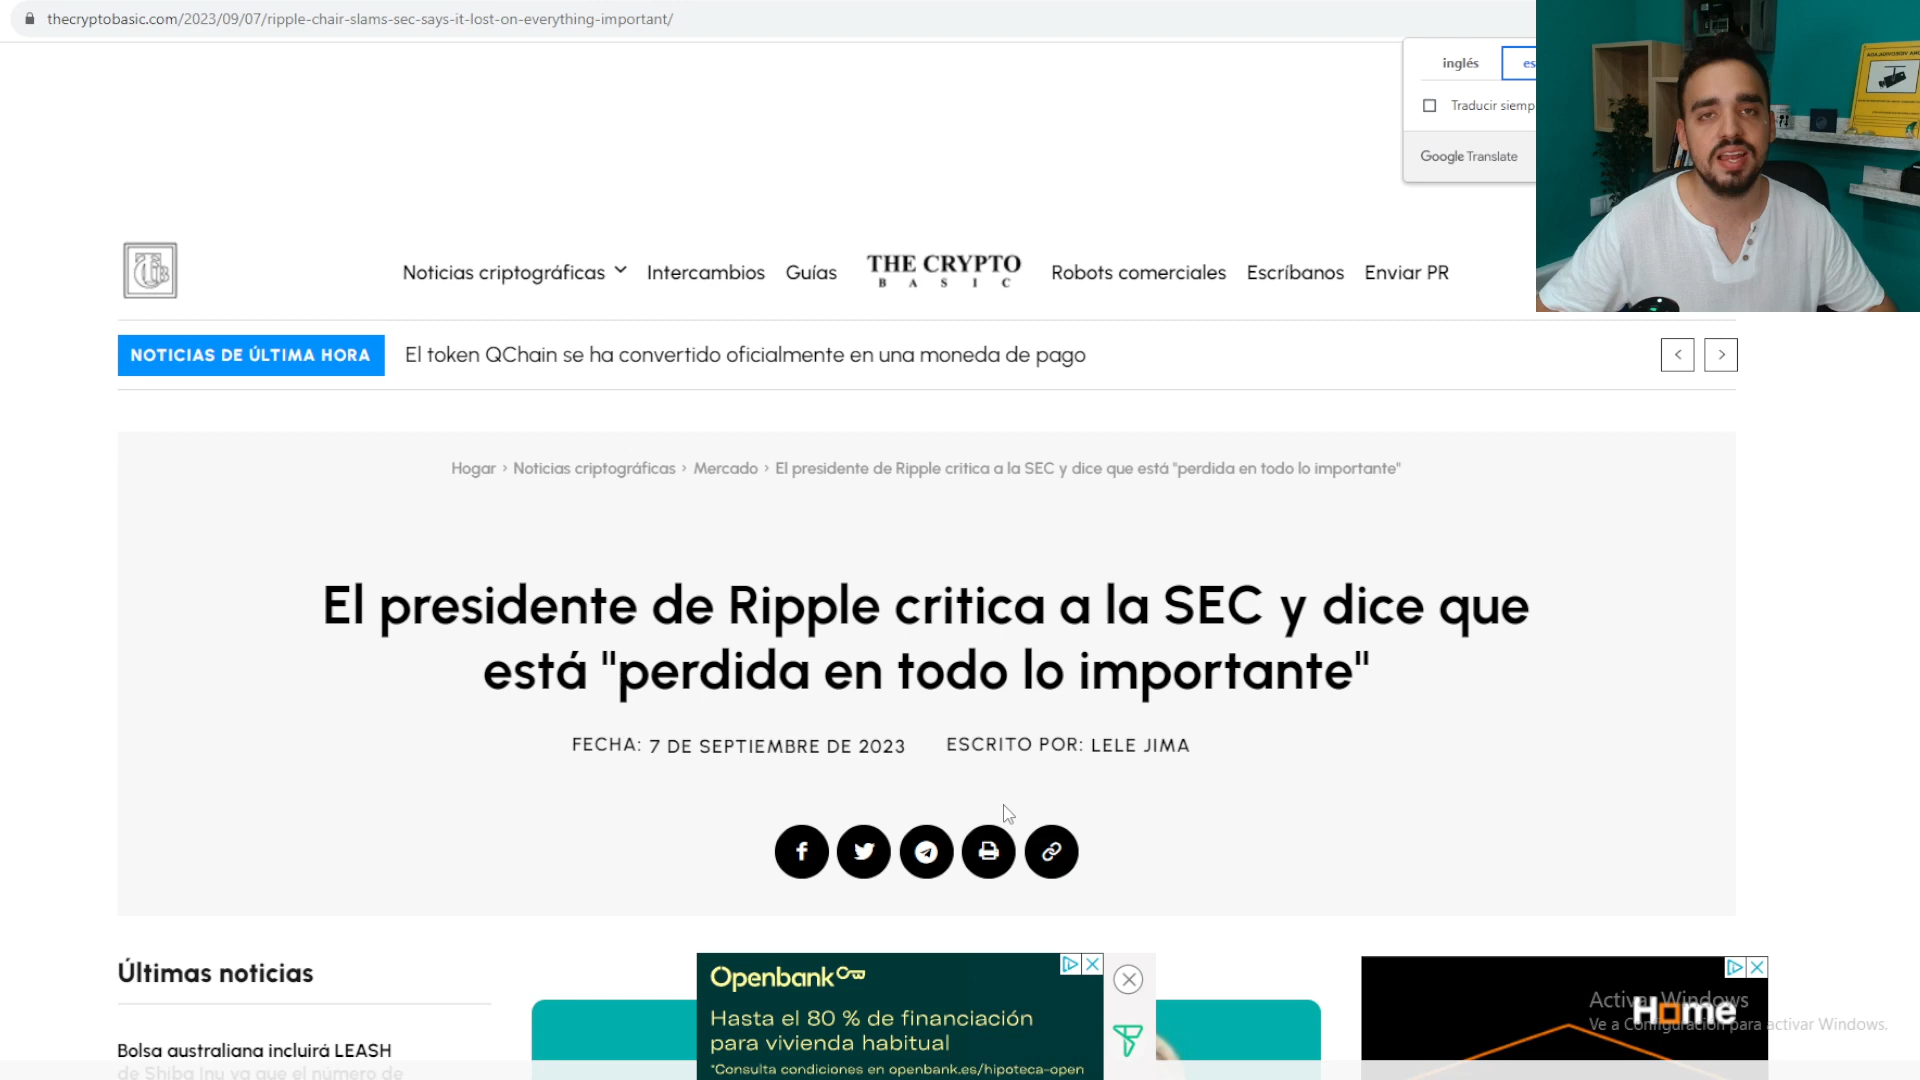 thecryptobasic.com/2023/09/07/ripple-chair-slams-sec-says-it-lost-on-everything-important/
inglés
es
Traducir siemp
Google Translate
Noticias criptográficas
Intercambios
Guías
THE CRYPTO
BASIC
Robots comerciales
Escríbanos
Enviar PR
NOTICIAS DE ÚLTIMA HORA
El token QChain se ha convertido oficialmente en una moneda de pago
Hogar › Noticias criptográficas › Mercado › El presidente de Ripple critica a la SEC y dice que está "perdida en todo lo importante"
El presidente de Ripple critica a la SEC y dice que
está "perdida en todo lo importante"
FECHA: 7 DE SEPTIEMBRE DE 2023
ESCRITO POR: LELE JIMA
Últimas noticias
Bolsa australiana incluirá LEASH
de Shiba Inu ya que el número de
Openbank
Hasta el 80 % de financiación
para vivienda habitual
*Consulta condiciones en openbank.es/hipoteca-open
Home
Activar Windows
Ve a Configuración para activar Windows.